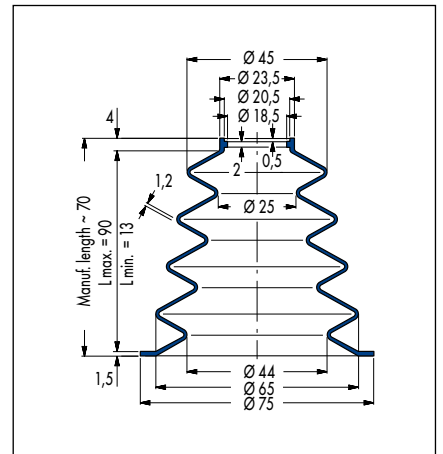 Ø 45
Ø 23,5
Ø 20,5
Ø 18,5
4
2
0,5
1,2
Ø 25
Manuf. length ~ 70
L max. = 90
L min. = 13
1,5
Ø 44
Ø 65
Ø 75